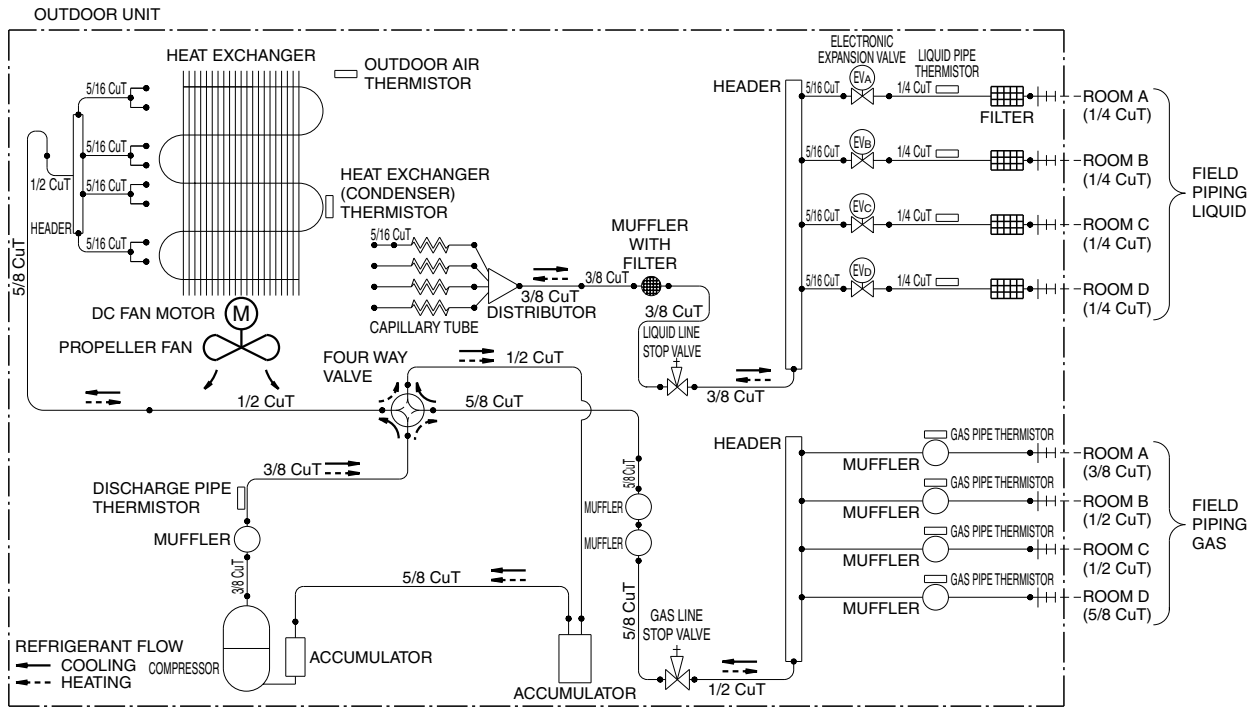 OUTDOOR UNIT
HEAT EXCHANGER
OUTDOOR AIR
THERMISTOR
5/16 CuT
5/16 CuT
5/16 CuT
5/16 CuT
1/2 CuT
HEADER
5/8 CuT
HEAT EXCHANGER
(CONDENSER)
THERMISTOR
DC FAN MOTOR
M
PROPELLER FAN
5/16 CuT
CAPILLARY TUBE
3/8 CuT
DISTRIBUTOR
3/8 CuT
MUFFLER
WITH
FILTER
3/8 CuT
LIQUID LINE
STOP VALVE
3/8 CuT
HEADER
ELECTRONIC
EXPANSION VALVE
LIQUID PIPE
THERMISTOR
5/16 CuT
EVA
1/4 CuT
FILTER
ROOM A
(1/4 CuT)
5/16 CuT
EVB
1/4 CuT
ROOM B
(1/4 CuT)
5/16 CuT
EVC
1/4 CuT
ROOM C
(1/4 CuT)
5/16 CuT
EVD
1/4 CuT
ROOM D
(1/4 CuT)
FIELD
PIPING
LIQUID
FOUR WAY
VALVE
1/2 CuT
1/2 CuT
5/8 CuT
3/8 CuT
DISCHARGE PIPE
THERMISTOR
MUFFLER
3/8 CuT
5/8 CuT
MUFFLER
MUFFLER
5/8 CuT
5/8 CuT
GAS LINE
STOP VALVE
1/2 CuT
HEADER
GAS PIPE THERMISTOR
MUFFLER
ROOM A
(3/8 CuT)
GAS PIPE THERMISTOR
MUFFLER
ROOM B
(1/2 CuT)
GAS PIPE THERMISTOR
MUFFLER
ROOM C
(1/2 CuT)
GAS PIPE THERMISTOR
MUFFLER
ROOM D
(5/8 CuT)
FIELD
PIPING
GAS
REFRIGERANT FLOW
COOLING
HEATING
COMPRESSOR
ACCUMULATOR
ACCUMULATOR